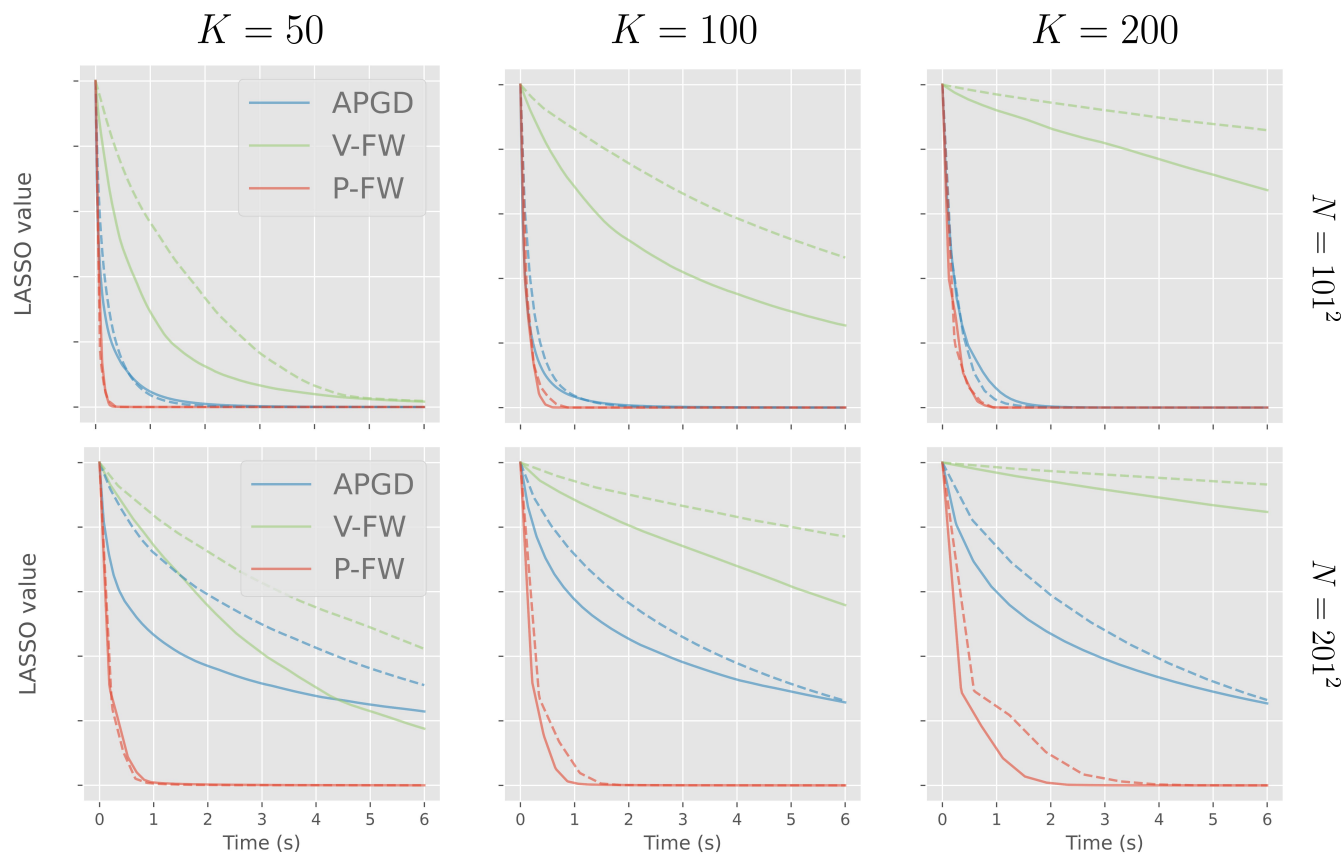 K = 50
K = 100
K = 200
APGD
V-FW
P-FW
LASSO value
N = 101²
APGD
V-FW
P-FW
LASSO value
N = 201²
0 1 2 3 4 5 6
0 1 2 3 4 5 6
0 1 2 3 4 5 6
Time (s)
Time (s)
Time (s)